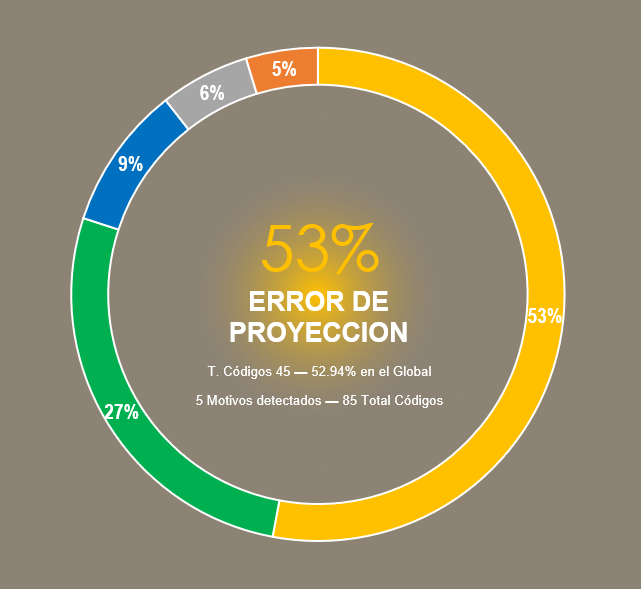 5%
6%
9%
53%
ERROR DE
PROYECCION
53%
T. Códigos 45 — 52.94% en el Global
5 Motivos detectados — 85 Total Códigos
27%